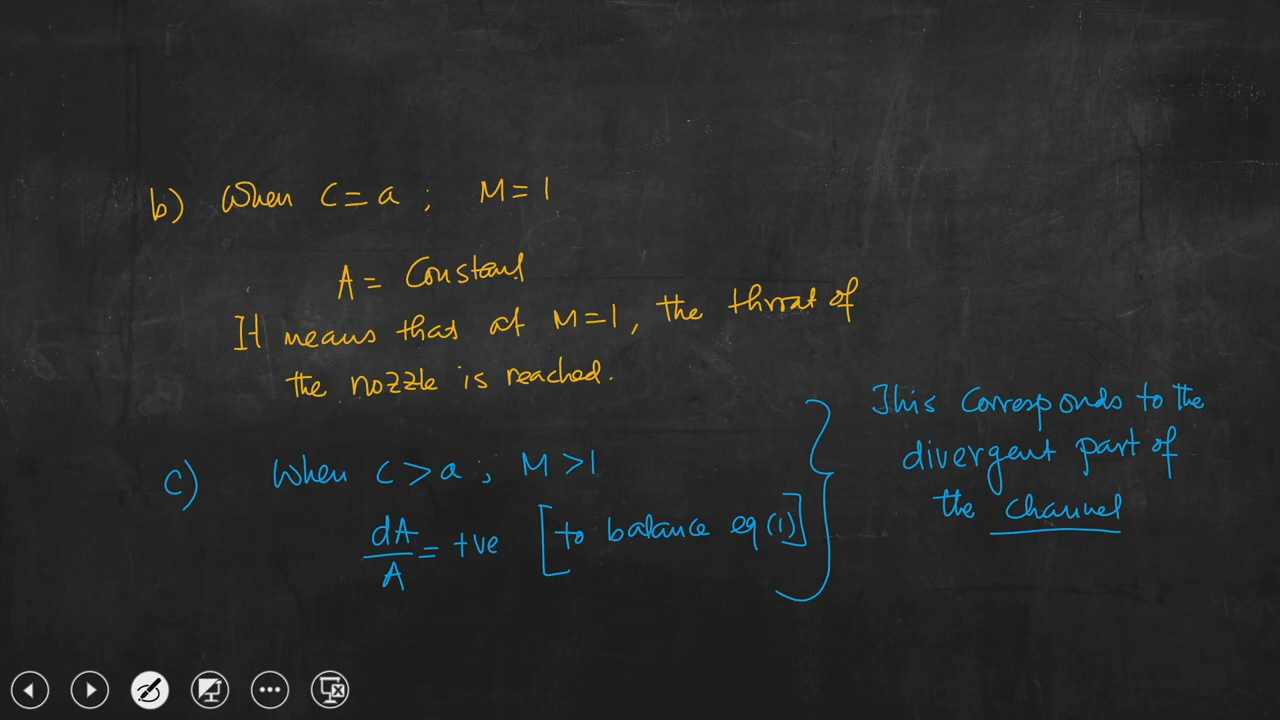 b) When C = a ; M = 1
A = Constant
It means that at M = 1, the throat of
the nozzle is reached.
c) When C > a ; M > 1
dA/A = +ve [to balance eq (1)]
This corresponds to the
divergent part of
the channel